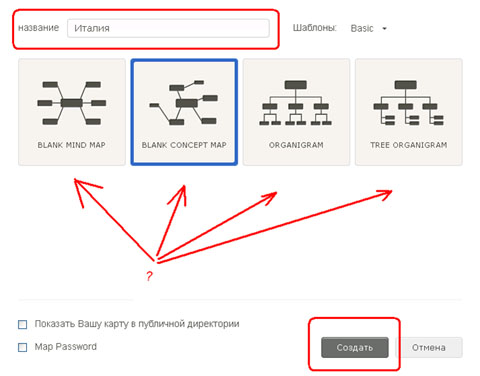 название Италия Шаблоны: Basic
BLANK MIND MAP BLANK CONCEPT MAP ORGANIGRAM TREE ORGANIGRAM
?
Показать Вашу карту в публичной директории
Map Password Создать Отмена